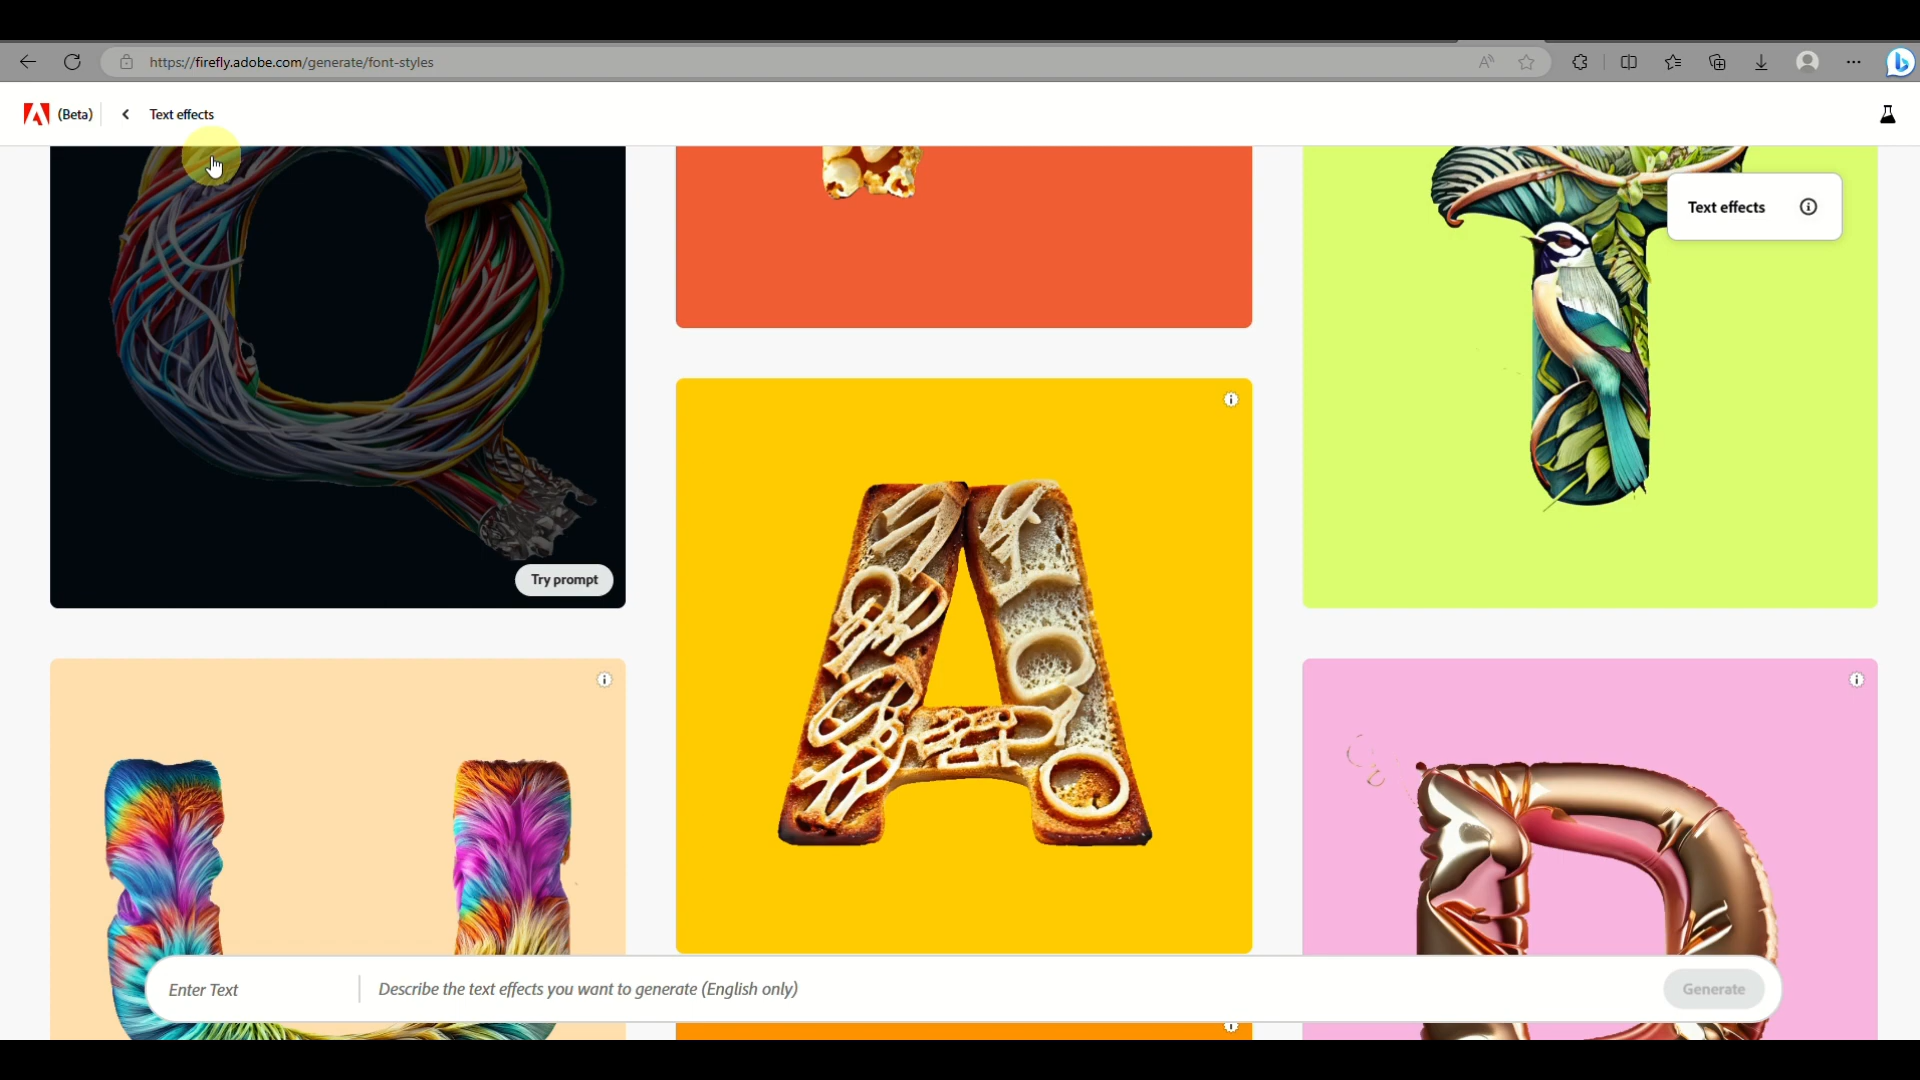 https://firefly.adobe.com/generate/font-styles
(Beta)
Text effects
Text effects
Q
T
Try prompt
A
U
D
Enter Text
Describe the text effects you want to generate (English only)
Generate